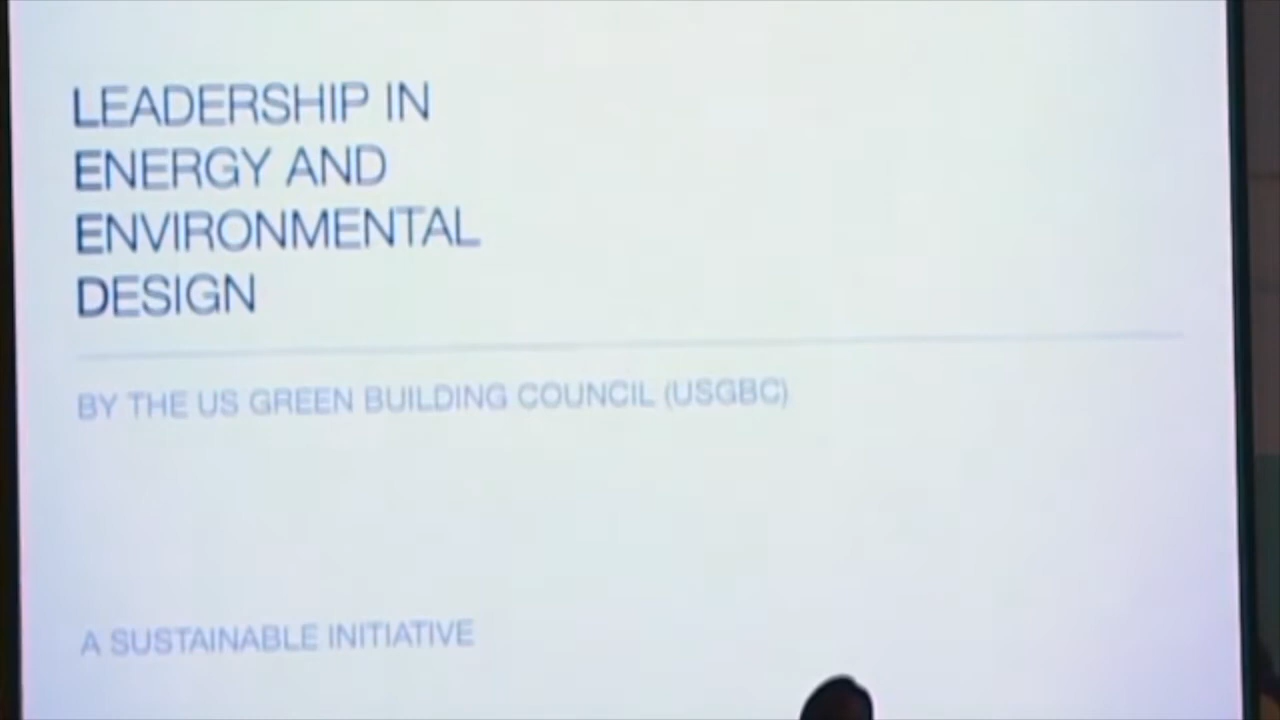 LEADERSHIP IN
ENERGY AND
ENVIRONMENTAL
DESIGN
BY THE US GREEN BUILDING COUNCIL (USGBC)
A SUSTAINABLE INITIATIVE